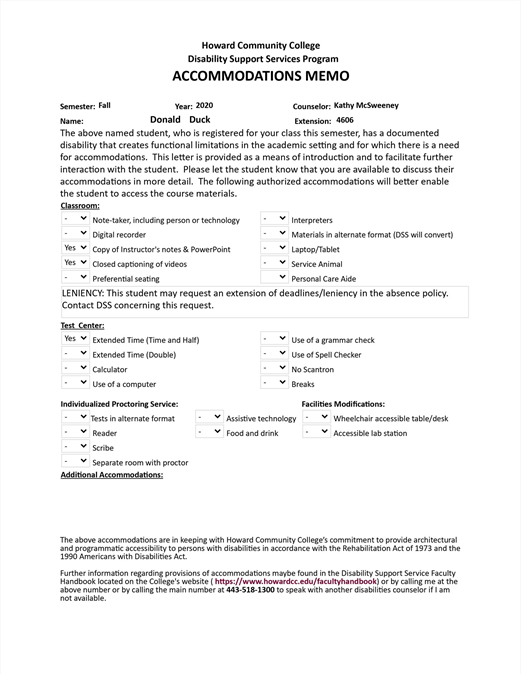 Howard Community College
Disability Support Services Program
ACCOMMODATIONS MEMO
Semester: Fall Year: 2020 Counselor: Kathy McSweeney
Name: Donald Duck Extension: 4606
The above named student, who is registered for your class this semester, has a documented
disability that creates functional limitations in the academic setting and for which there is a need
for accommodations. This letter is provided as a means of introduction and to facilitate further
interaction with the student. Please let the student know that you are available to discuss their
accommodations in more detail. The following authorized accommodations will better enable
the student to access the course materials.
Classroom:
- Note-taker, including person or technology - Interpreters
- Digital recorder - Materials in alternate format (DSS will convert)
Yes Copy of Instructor's notes & PowerPoint - Laptop/Tablet
Yes Closed captioning of videos - Service Animal
- Preferential seating Personal Care Aide
LENIENCY: This student may request an extension of deadlines/leniency in the absence policy.
Contact DSS concerning this request.
Test Center:
Yes Extended Time (Time and Half) - Use of a grammar check
- Extended Time (Double) - Use of Spell Checker
- Calculator - No Scantron
- Use of a computer - Breaks
Individualized Proctoring Service: Facilities Modifications:
- Tests in alternate format - Assistive technology - Wheelchair accessible table/desk
- Reader - Food and drink - Accessible lab station
- Scribe
- Separate room with proctor
Additional Accommodations:
The above accommodations are in keeping with Howard Community College's commitment to provide architectural
and programmatic accessibility to persons with disabilities in accordance with the Rehabilitation Act of 1973 and the
1990 Americans with Disabilities Act.
Further information regarding provisions of accommodations maybe found in the Disability Support Service Faculty
Handbook located on the College's website ( https://www.howardcc.edu/facultyhandbook) or by calling me at the
above number or by calling the main number at 443-518-1300 to speak with another disabilities counselor if I am
not available.